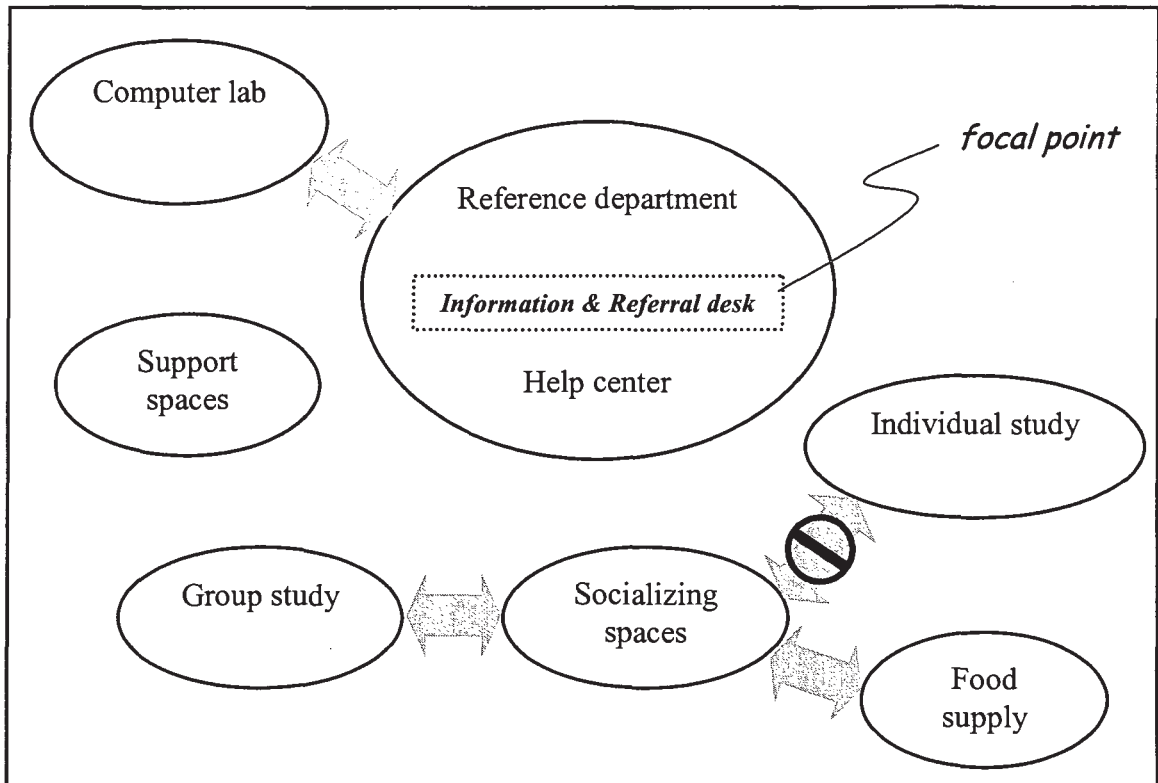 Computer lab
focal point
Reference department
Information & Referral desk
Help center
Support
spaces
Individual study
Group study
Socializing
spaces
Food
supply